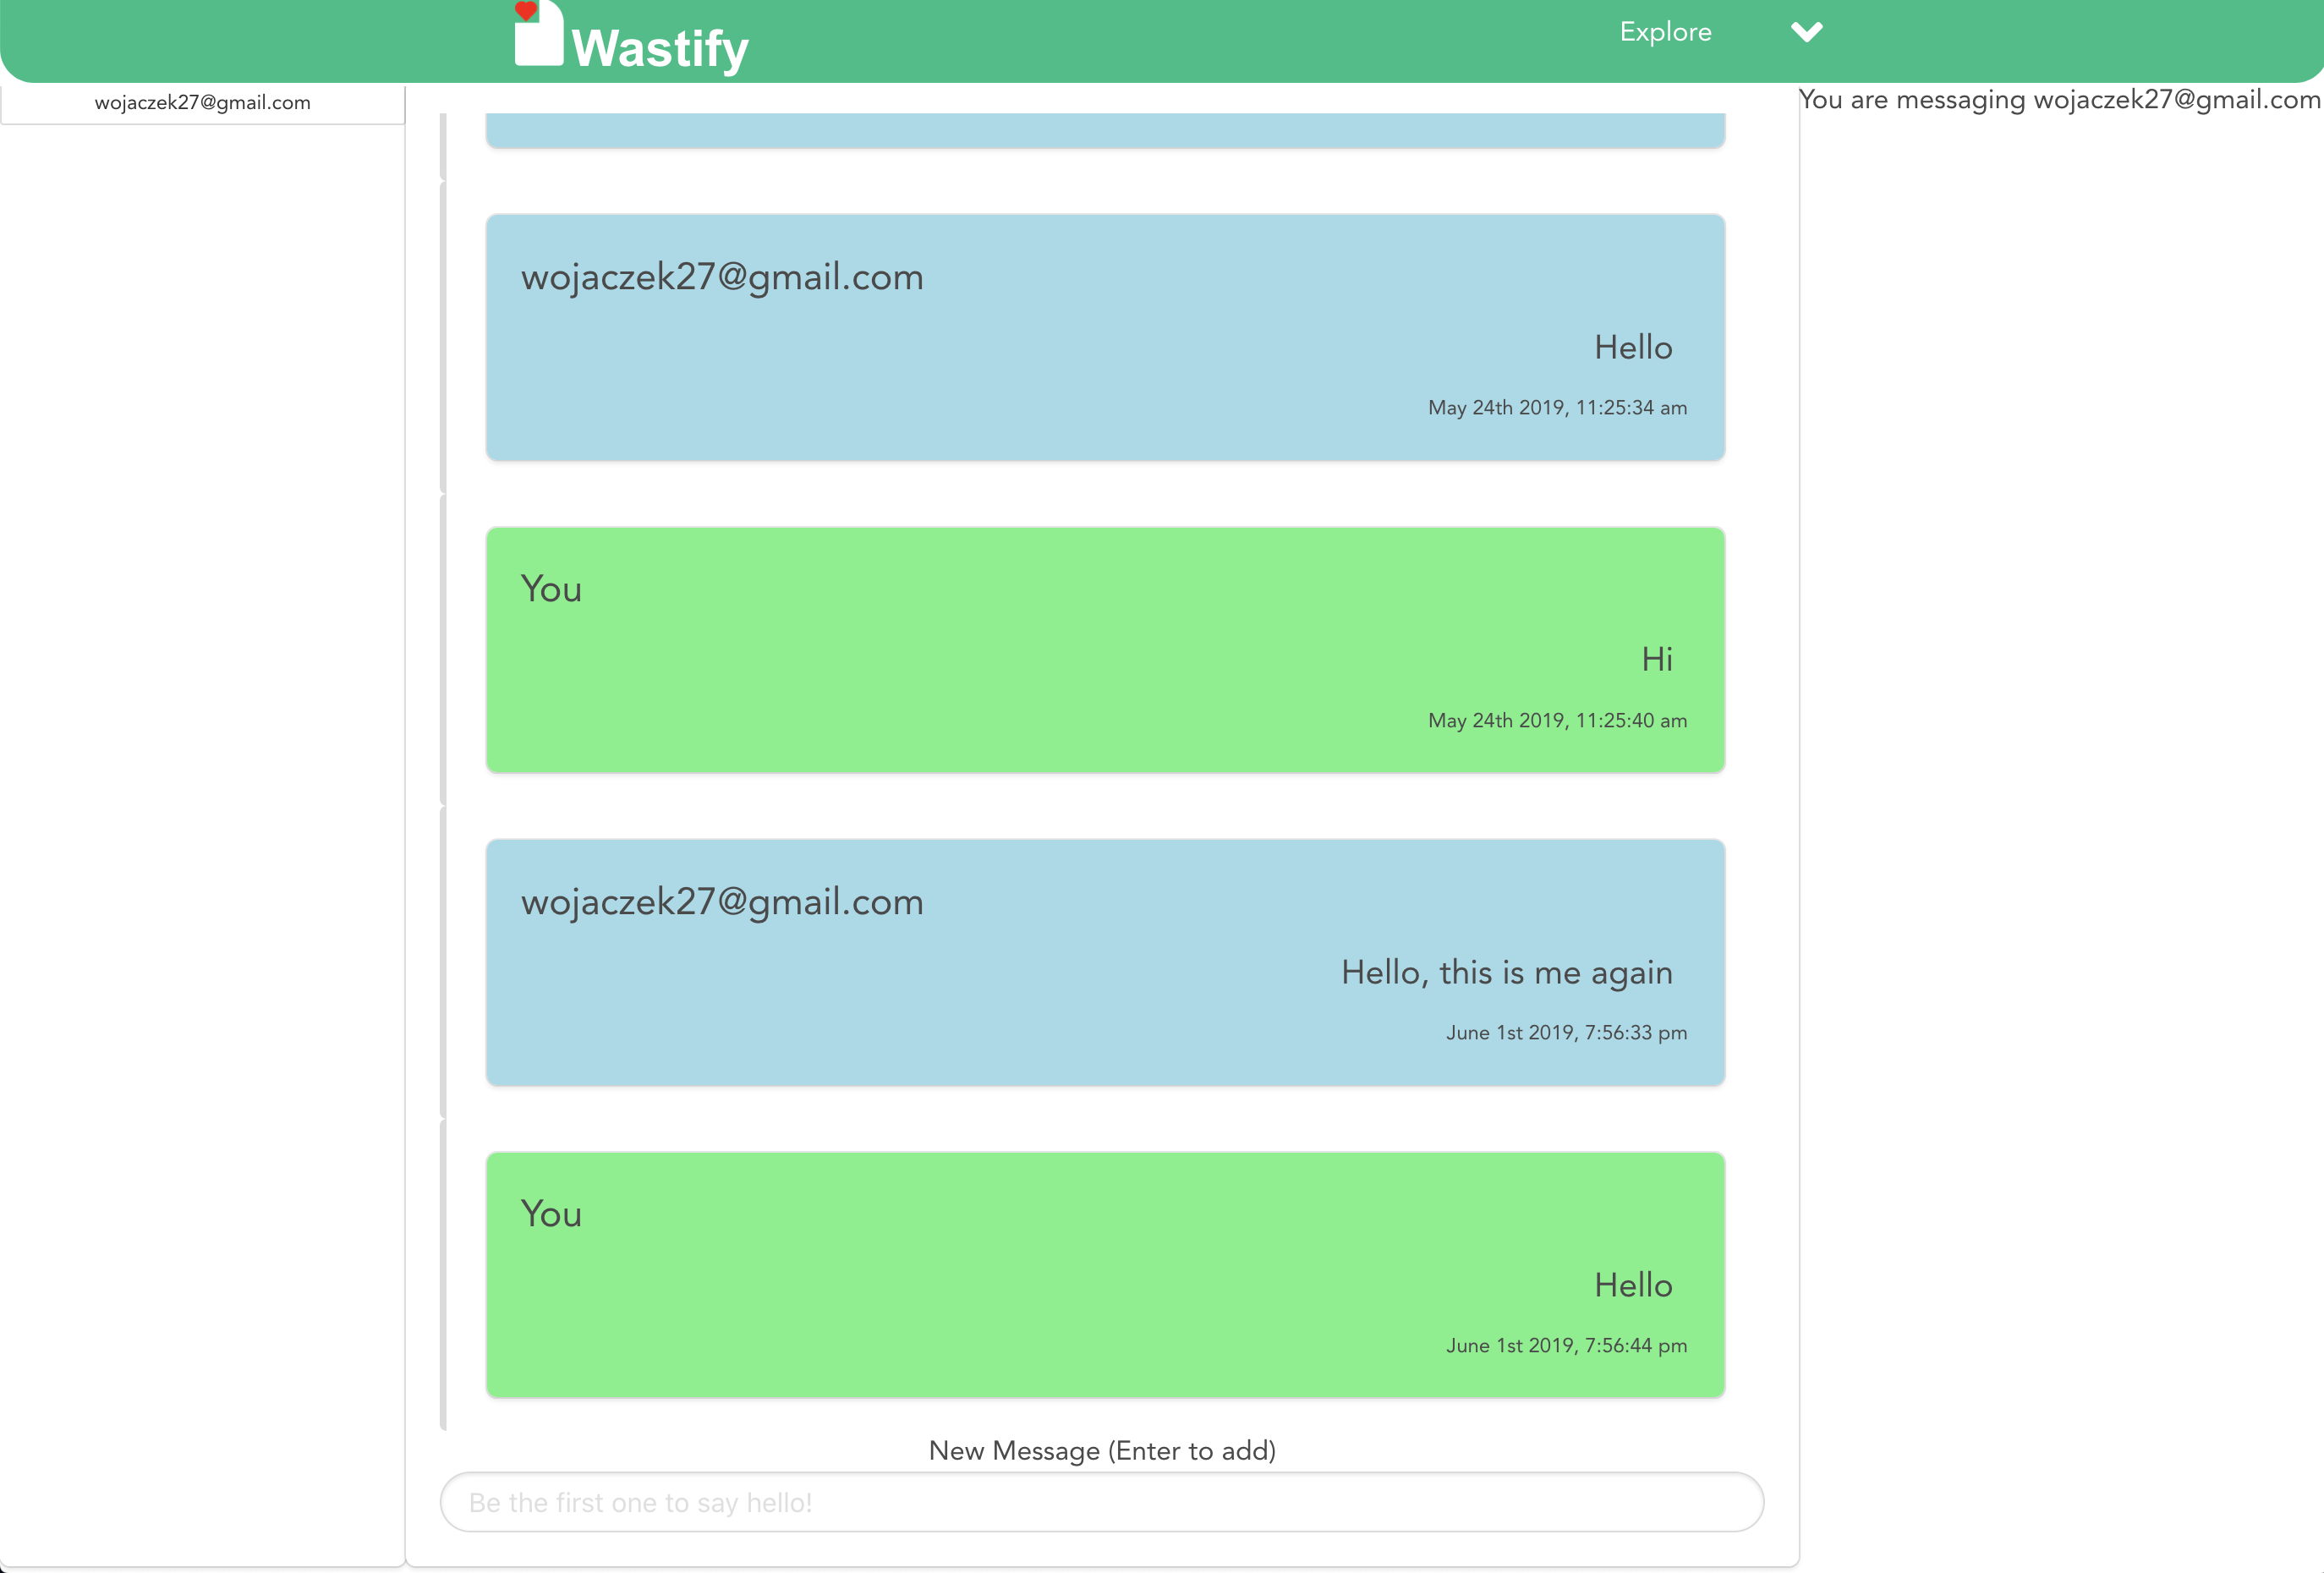 Wastify
Explore
wojaczek27@gmail.com
You are messaging wojaczek27@gmail.com
wojaczek27@gmail.com
Hello
May 24th 2019, 11:25:34 am
You
Hi
May 24th 2019, 11:25:40 am
wojaczek27@gmail.com
Hello, this is me again
June 1st 2019, 7:56:33 pm
You
Hello
June 1st 2019, 7:56:44 pm
New Message (Enter to add)
Be the first one to say hello!